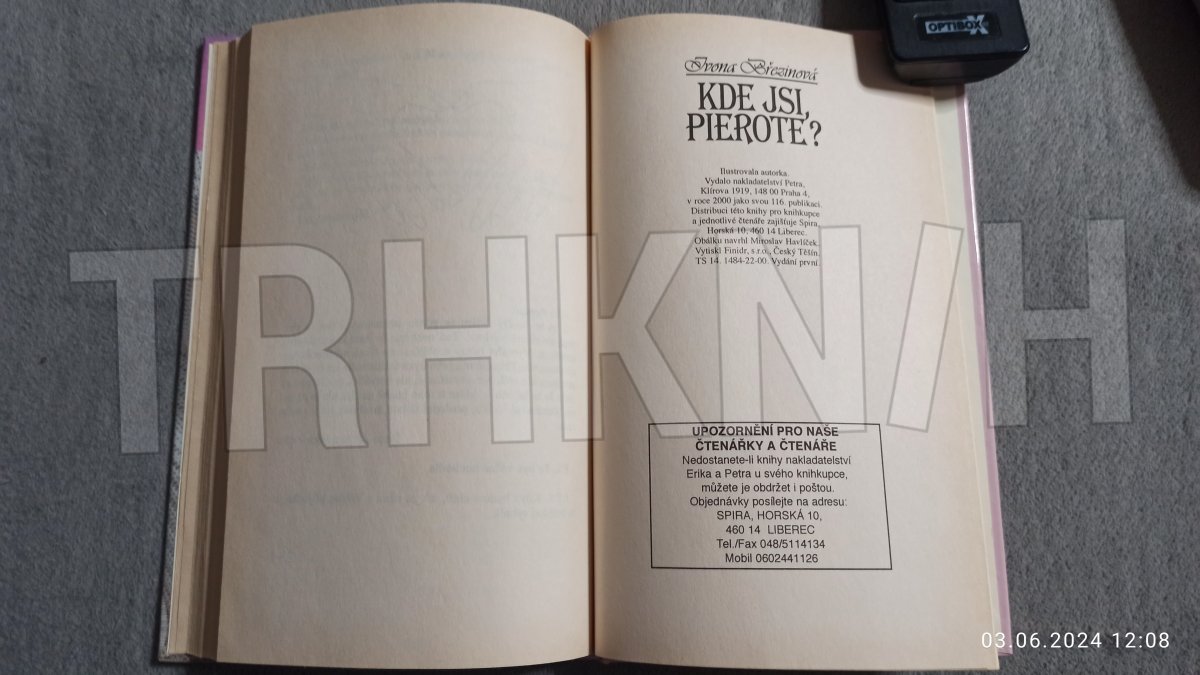 OPTIBOX
Ivona Březinová
KDE JSI,
PIEROTE?
Ilustrovala autorka.
Vydalo nakladatelství Petra,
Klírova 1919, 148 00 Praha 4,
v roce 2000 jako svou 116. publikaci.
Distribuci této knihy pro knihkupce
a jednotlivé čtenáře zajišťuje Spira,
Horská 10, 460 14 Liberec.
Obálku navrhl Miroslav Havlíček.
Vytiskl Finidr, s.r.o., Český Těšín.
TS 14. 1484-22-00. Vydání první.
TRHKN/H
UPOZORNĚNÍ PRO NAŠE
ČTENÁŘKY A ČTENÁŘE
Nedostanete-li knihy nakladatelství
Erika a Petra u svého knihkupce,
můžete je obdržet i poštou.
Objednávky posílejte na adresu:
SPIRA, HORSKÁ 10,
460 14 LIBEREC
Tel./Fax 048/5114134
Mobil 0602441126
03.06.2024 12:08